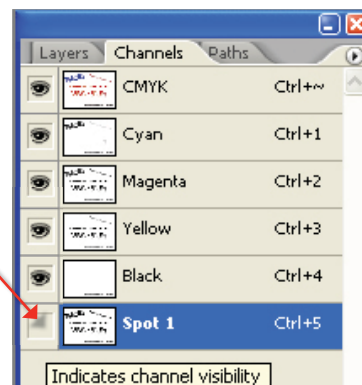 Layers Channels Paths
CMYK Ctrl+~
Cyan Ctrl+1
Magenta Ctrl+2
Yellow Ctrl+3
Black Ctrl+4
Spot 1 Ctrl+5
Indicates channel visibility